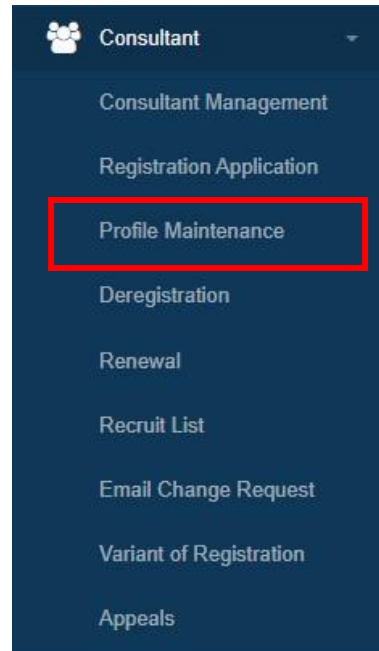 Consultant
Consultant Management
Registration Application
Profile Maintenance
Deregistration
Renewal
Recruit List
Email Change Request
Variant of Registration
Appeals